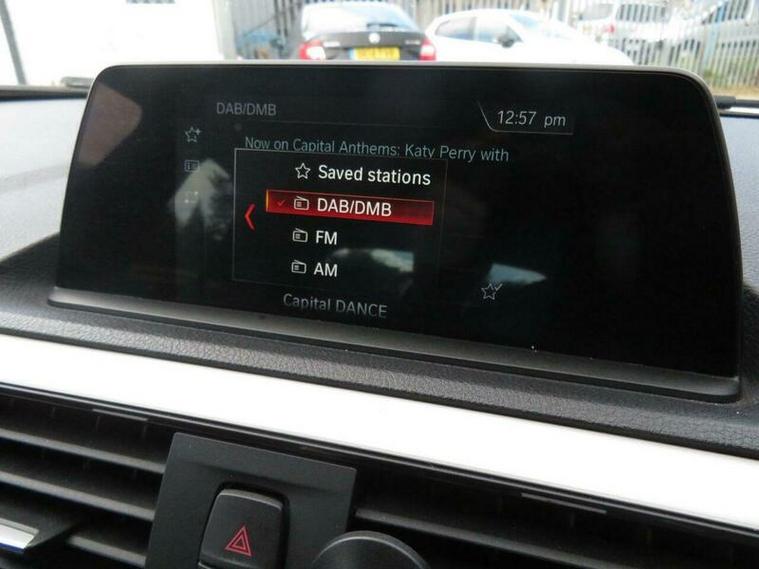 DAB/DMB
12:57 pm
Now on Capital Anthems: Katy Perry with
Saved stations
DAB/DMB
FM
AM
Capital DANCE